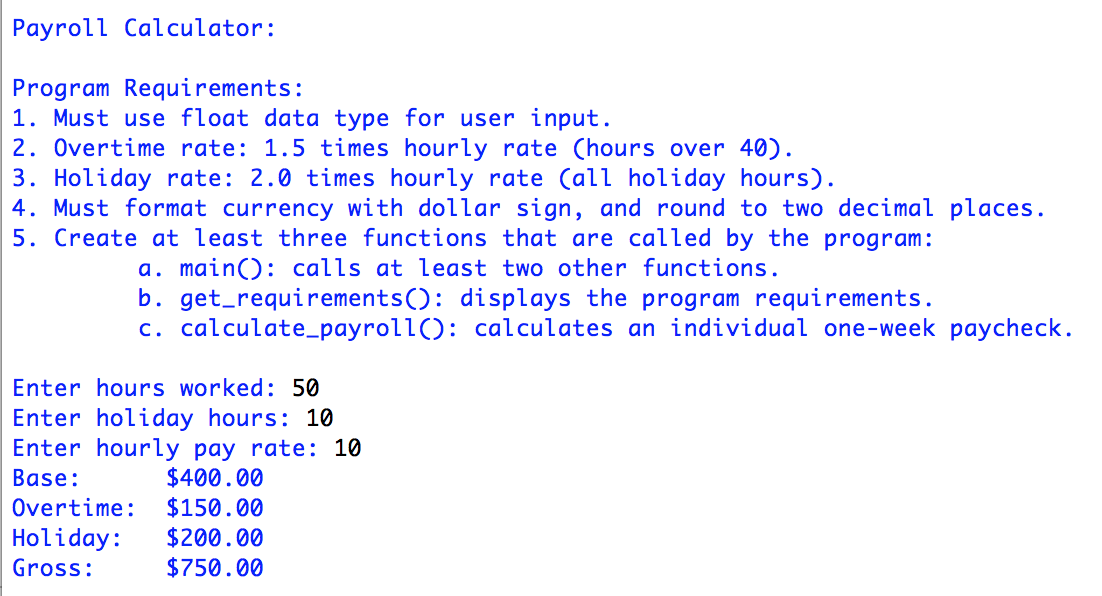 Payroll Calculator:
Program Requirements:
1. Must use float data type for user input.
2. Overtime rate: 1.5 times hourly rate (hours over 40).
3. Holiday rate: 2.0 times hourly rate (all holiday hours).
4. Must format currency with dollar sign, and round to two decimal places.
5. Create at least three functions that are called by the program:
a. main(): calls at least two other functions.
b. get_requirements(): displays the program requirements.
c. calculate_payroll(): calculates an individual one-week paycheck.
Enter hours worked: 50
Enter holiday hours: 10
Enter hourly pay rate: 10
Base: $400.00
Overtime: $150.00
Holiday: $200.00
Gross: $750.00